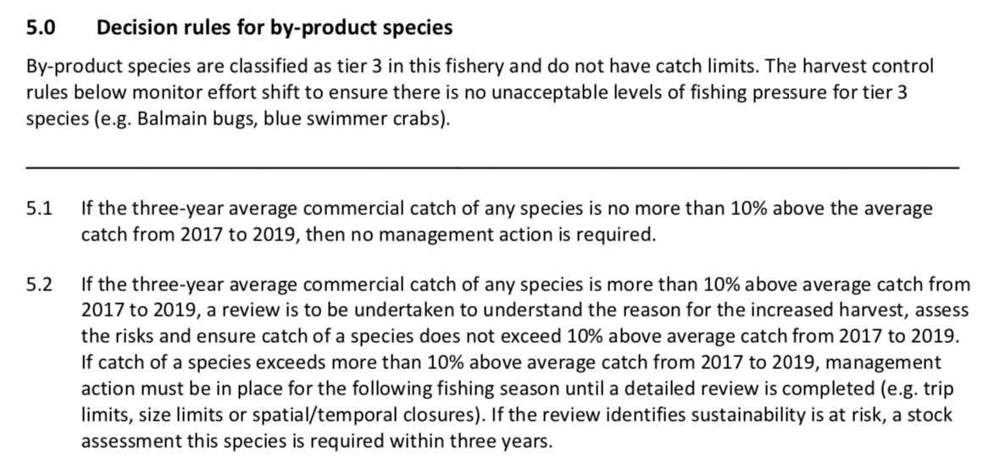 5.0 Decision rules for by-product species
By-product species are classified as tier 3 in this fishery and do not have catch limits. The harvest control
rules below monitor effort shift to ensure there is no unacceptable levels of fishing pressure for tier 3
species (e.g. Balmain bugs, blue swimmer crabs).
5.1 If the three-year average commercial catch of any species is no more than 10% above the average
catch from 2017 to 2019, then no management action is required.
5.2 If the three-year average commercial catch of any species is more than 10% above average catch from
2017 to 2019, a review is to be undertaken to understand the reason for the increased harvest, assess
the risks and ensure catch of a species does not exceed 10% above average catch from 2017 to 2019.
If catch of a species exceeds more than 10% above average catch from 2017 to 2019, management
action must be in place for the following fishing season until a detailed review is completed (e.g. trip
limits, size limits or spatial/temporal closures). If the review identifies sustainability is at risk, a stock
assessment this species is required within three years.